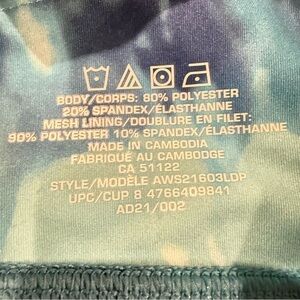 BODY/CORPS: 80% POLYESTER
20% SPANDEX/ÉLASTHANNE
MESH LINING/DOUBLURE EN FILET:
90% POLYESTER 10% SPANDEX/ÉLASTHANNE
MADE IN CAMBODIA
FABRIQUÉ AU CAMBODGE
CA 51122
STYLE/MODÈLE AWS21603LDP
UPC/CUP 8 4766409841
AD21/002